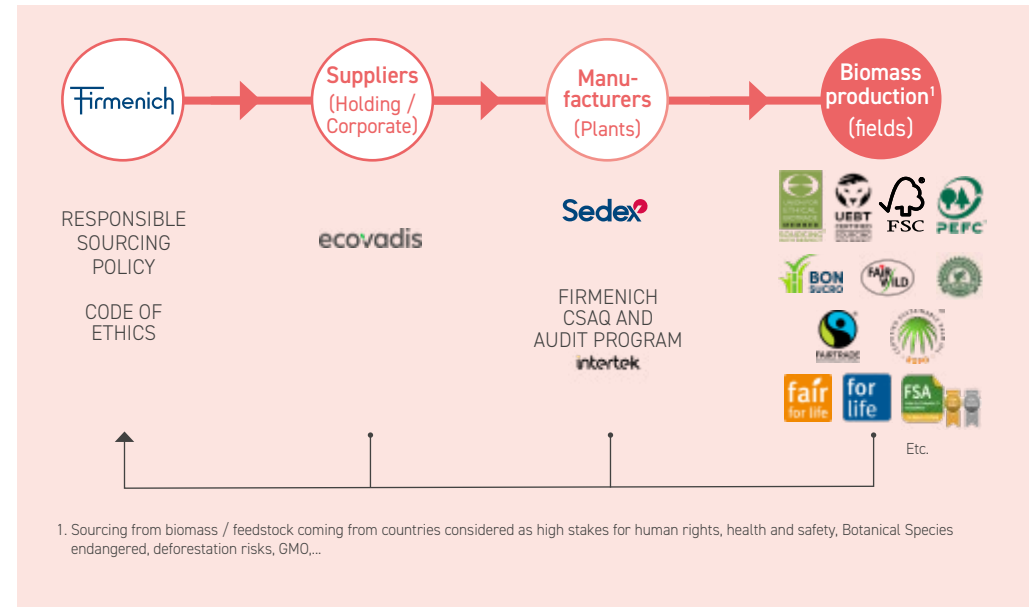 Firmenich
Suppliers
(Holding /
Corporate)
Manu-
facturers
(Plants)
Biomass
production¹
(fields)
RESPONSIBLE
SOURCING
POLICY
CODE OF
ETHICS
ecovadis
Sedex
FIRMENICH
CSAQ AND
AUDIT PROGRAM
intertek
UEBT
CERTIFIED
FSC
PEFC
BON
SUCRO
FAIR
WILD
FAIRTRADE
fair
for life
for
life
FSA
Etc.
1. Sourcing from biomass / feedstock coming from countries considered as high stakes for human rights, health and safety, Botanical Species
endangered, deforestation risks, GMO,...